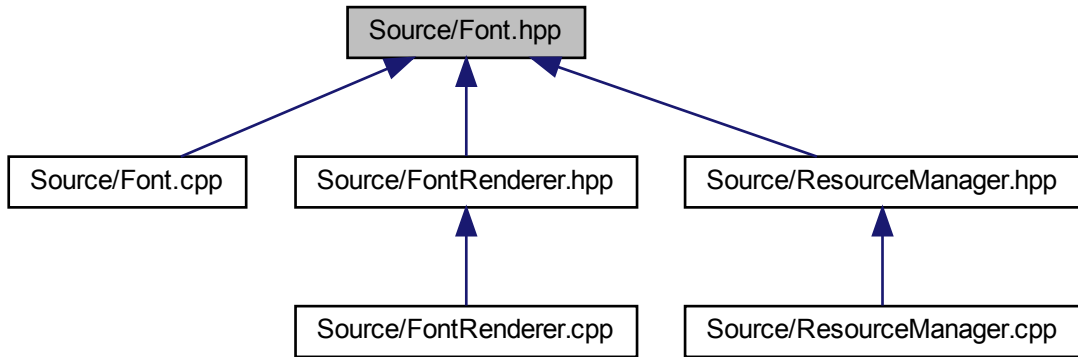 Source/Font.hpp
Source/Font.cpp
Source/FontRenderer.hpp
Source/ResourceManager.hpp
Source/FontRenderer.cpp
Source/ResourceManager.cpp